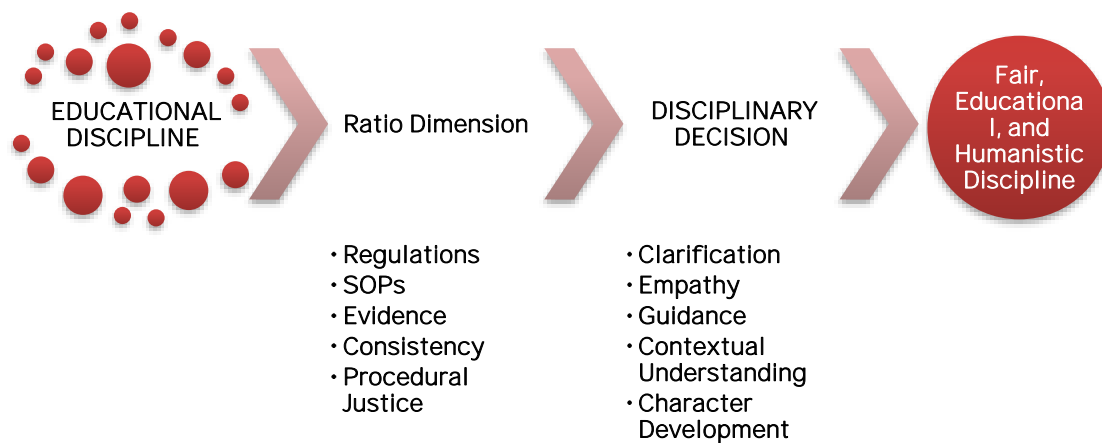 EDUCATIONAL
DISCIPLINE
Ratio Dimension
• Regulations
• SOPs
• Evidence
• Consistency
• Procedural
Justice
DISCIPLINARY
DECISION
• Clarification
• Empathy
• Guidance
• Contextual
Understanding
• Character
Development
Fair,
Educationa
l, and
Humanistic
Discipline